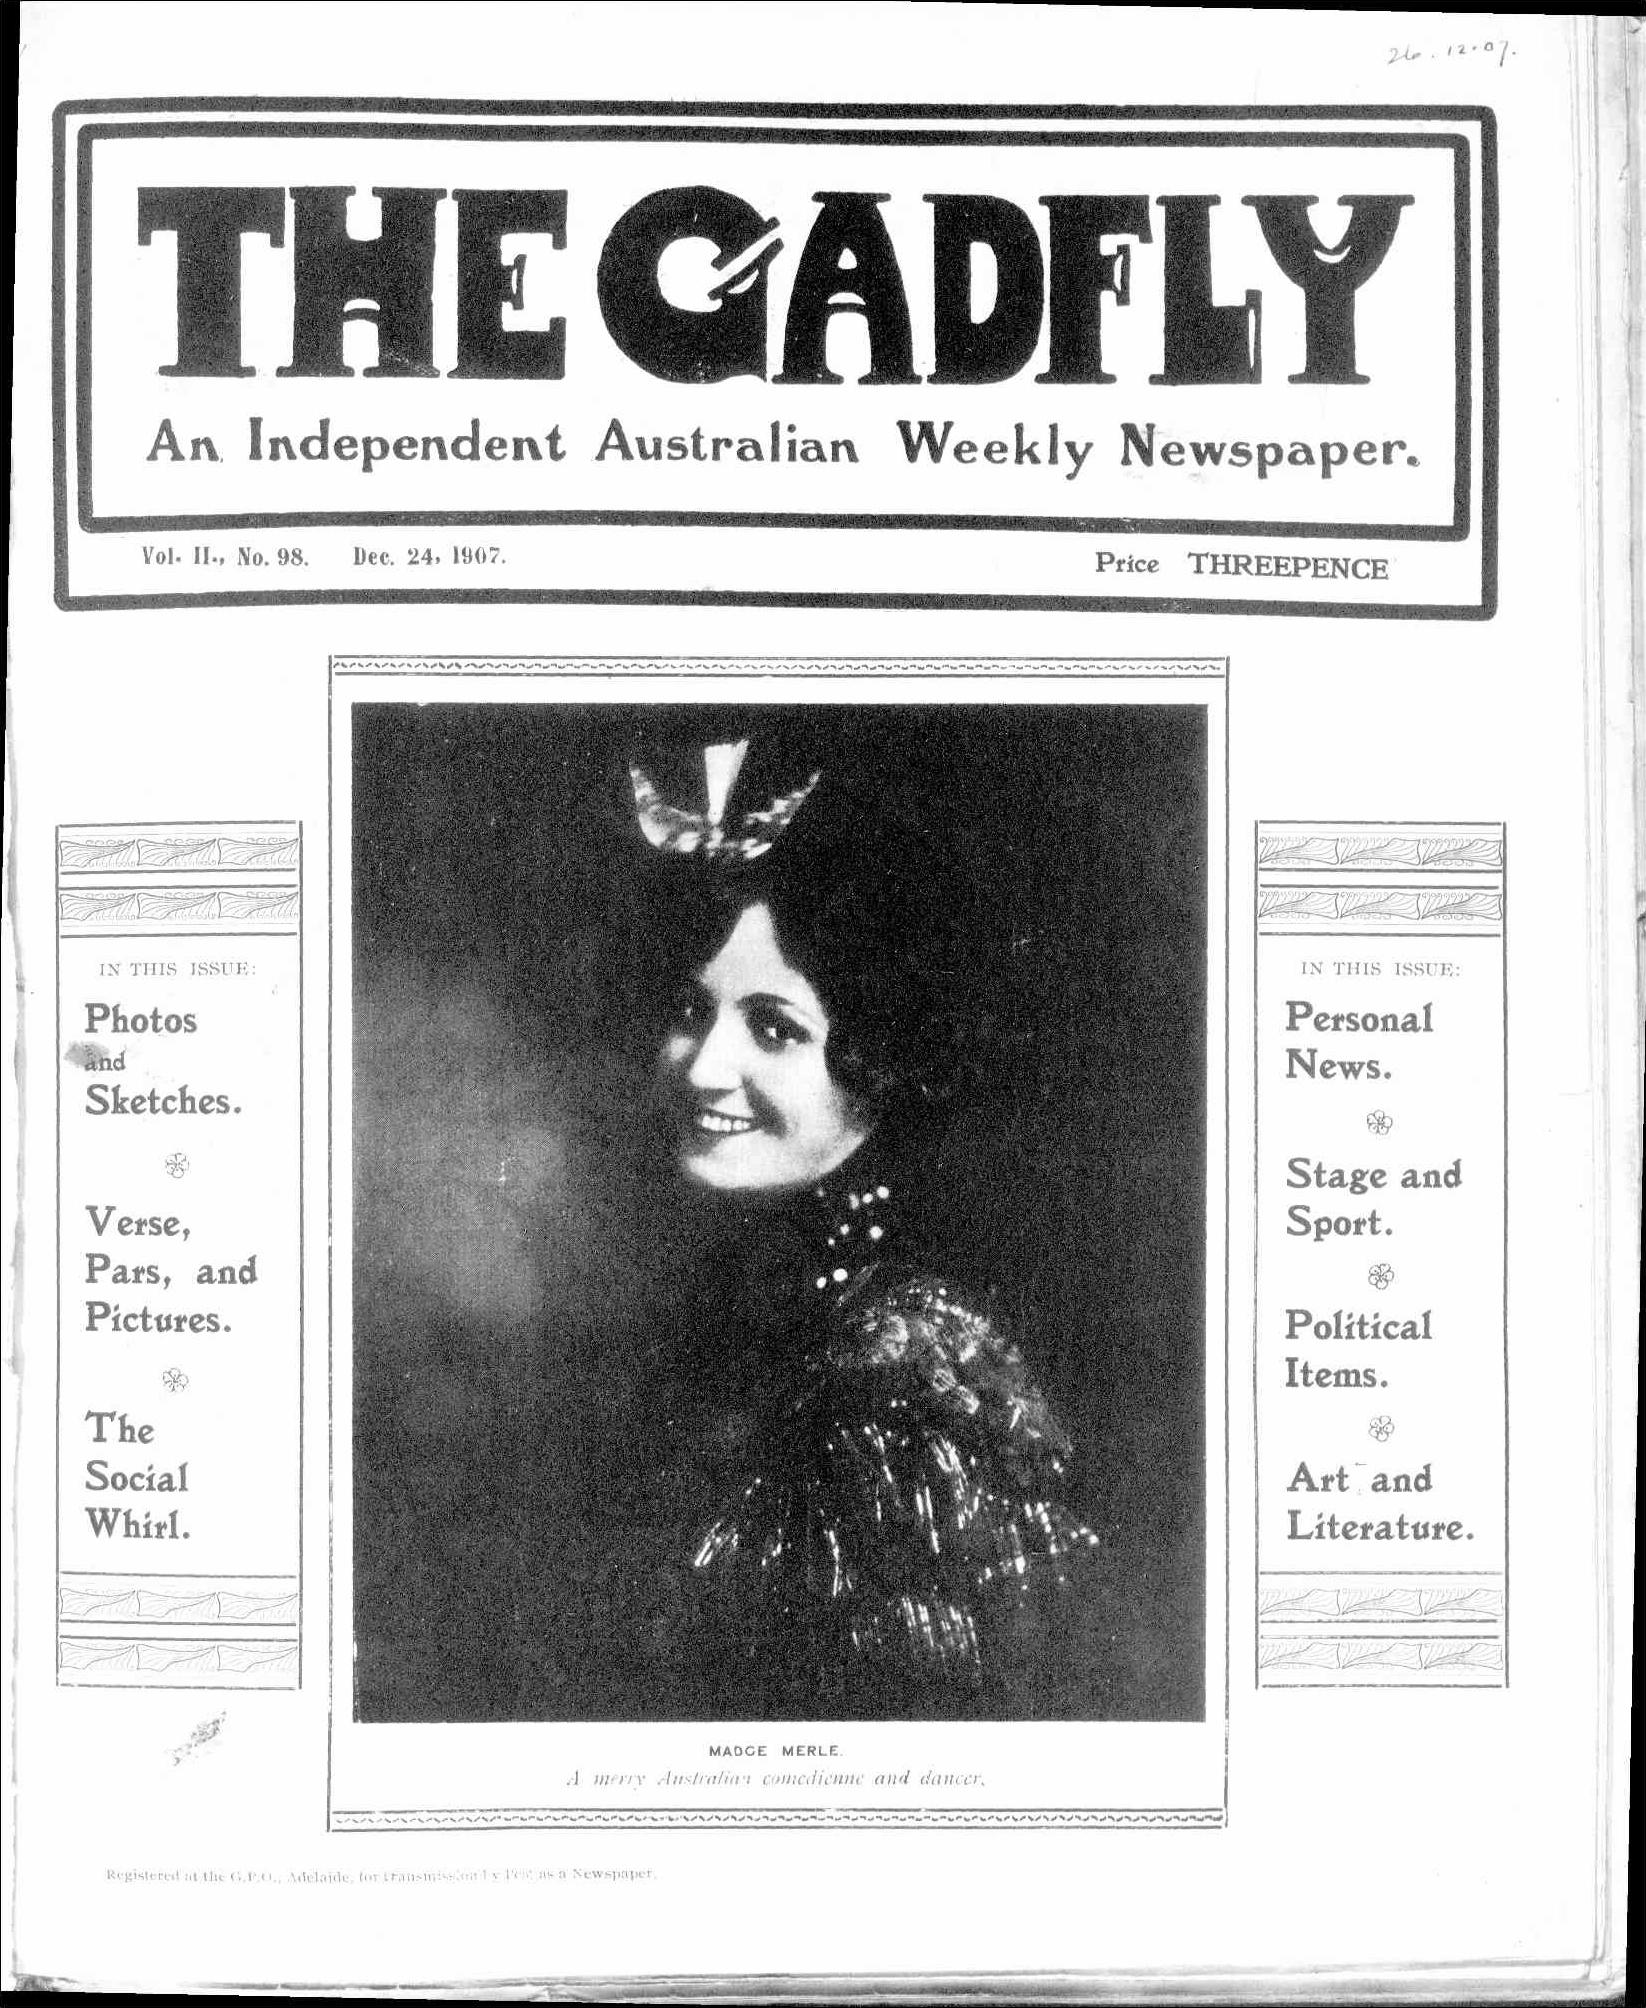 26.12.07.
THE GADFLY
An Independent Australian Weekly Newspaper.
Vol. II., No. 98. Dec. 24, 1907.
Price THREEPENCE
IN THIS ISSUE:
Photos
and
Sketches.
Verse,
Pars, and
Pictures.
The
Social
Whirl.
IN THIS ISSUE:
Personal
News.
Stage and
Sport.
Political
Items.
Art and
Literature.
MADGE MERLE.
A merry Australian comedienne and dancer.
Registered at the G.P.O., Adelaide, for transmission by Post as a Newspaper.